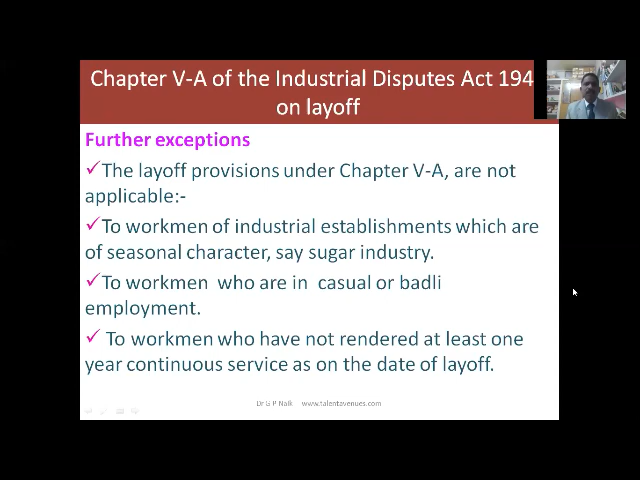 Chapter V-A of the Industrial Disputes Act 194
on layoff
Further exceptions
✓The layoff provisions under Chapter V-A, are not
applicable:-
✓To workmen of industrial establishments which are
of seasonal character, say sugar industry.
✓To workmen who are in casual or badli
employment.
✓ To workmen who have not rendered at least one
year continuous service as on the date of layoff.
Dr G P Naik www.talentavenues.com